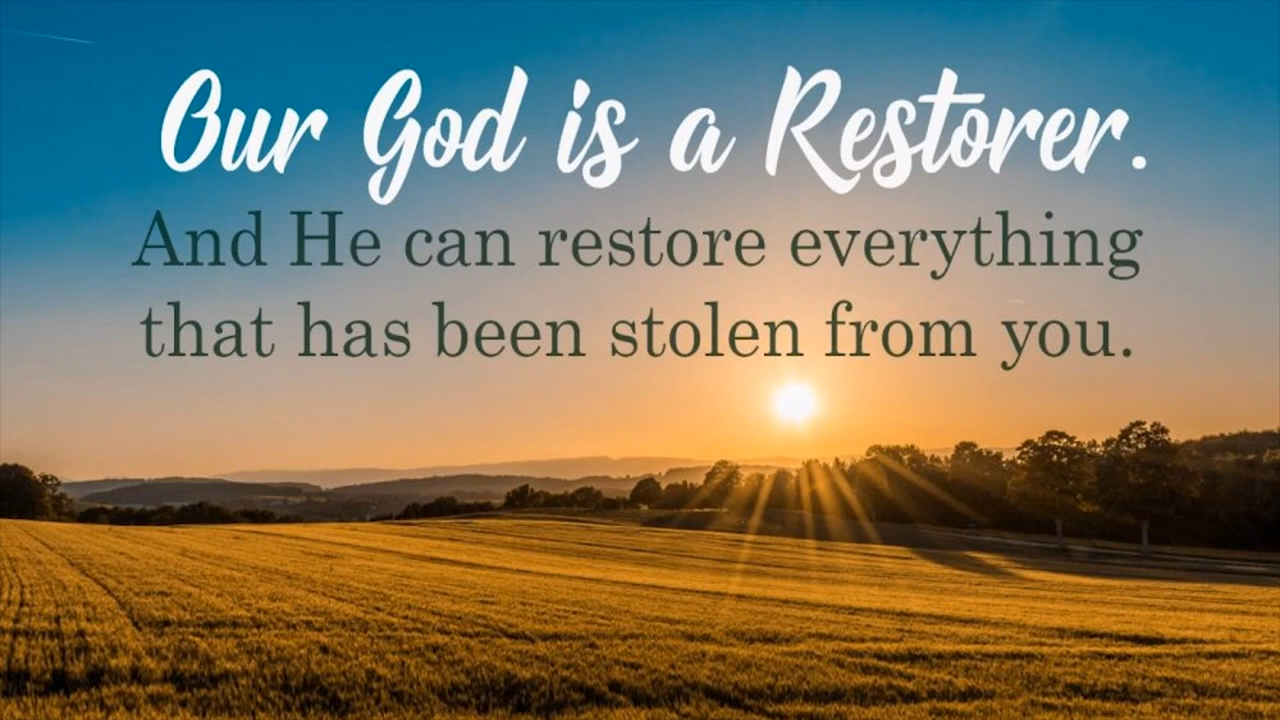 Our God is a Restorer.
And He can restore everything
that has been stolen from you.